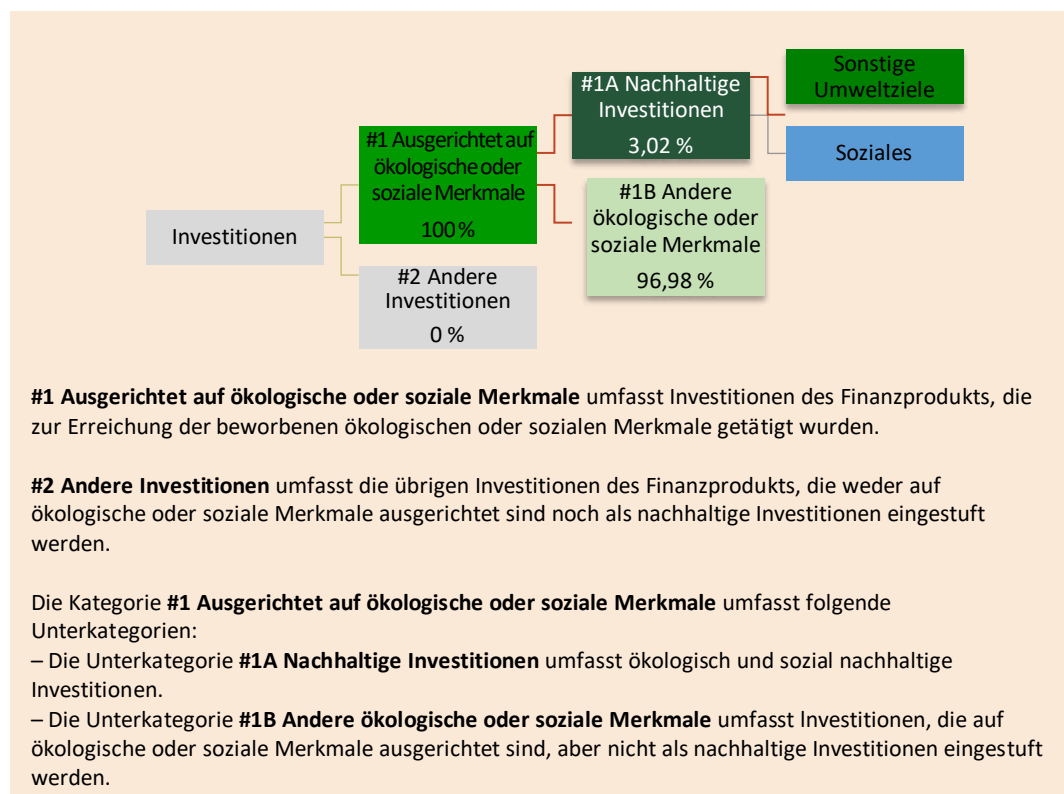 Investitionen
#1 Ausgerichtet auf
ökologische oder
soziale Merkmale
100 %
#2 Andere
Investitionen
0 %
#1A Nachhaltige
Investitionen
3,02 %
#1B Andere
ökologische oder
soziale Merkmale
96,98 %
Sonstige
Umweltziele
Soziales
#1 Ausgerichtet auf ökologische oder soziale Merkmale umfasst Investitionen des Finanzprodukts, die
zur Erreichung der beworbenen ökologischen oder sozialen Merkmale getätigt wurden.
#2 Andere Investitionen umfasst die übrigen Investitionen des Finanzprodukts, die weder auf
ökologische oder soziale Merkmale ausgerichtet sind noch als nachhaltige Investitionen eingestuft
werden.
Die Kategorie #1 Ausgerichtet auf ökologische oder soziale Merkmale umfasst folgende
Unterkategorien:
– Die Unterkategorie #1A Nachhaltige Investitionen umfasst ökologisch und sozial nachhaltige
Investitionen.
– Die Unterkategorie #1B Andere ökologische oder soziale Merkmale umfasst Investitionen, die auf
ökologische oder soziale Merkmale ausgerichtet sind, aber nicht als nachhaltige Investitionen eingestuft
werden.